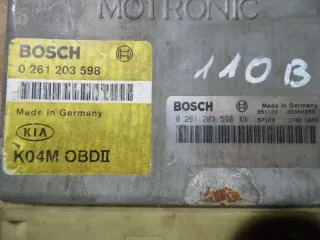 MOTRONIC
BOSCH
0 261 203 598
Made in Germany
KIA
K04M OBDII
110B
BOSCH
Made in Germany
0 261 203 598